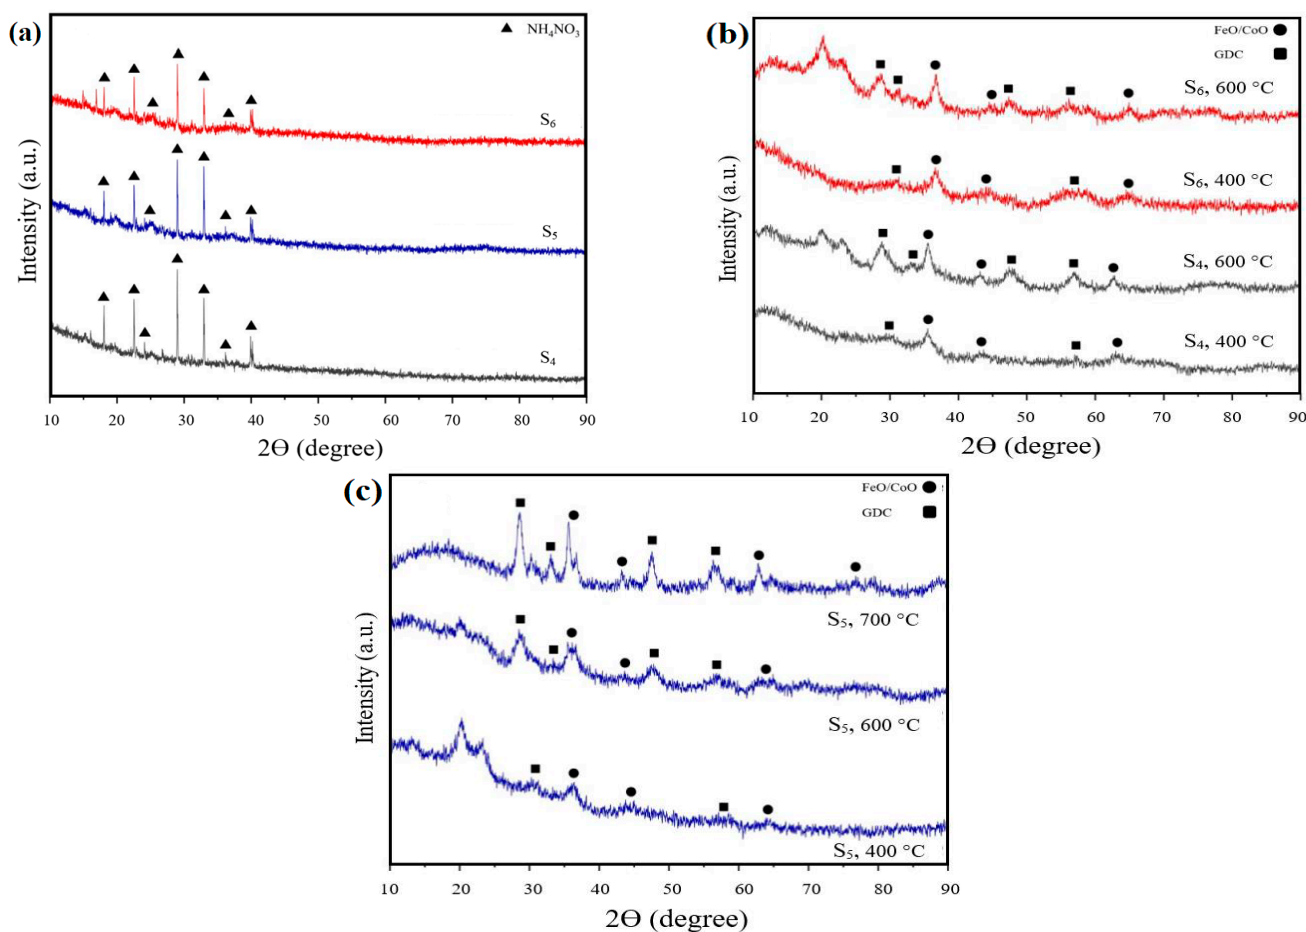 (a)
▲ NH₄NO₃
S₆
S₅
S₄
Intensity (a.u.)
10 20 30 40 50 60 70 80 90
2Ɵ (degree)
(b)
FeO/CoO ●
GDC ■
S₆, 600 °C
S₆, 400 °C
S₄, 600 °C
S₄, 400 °C
Intensity (a.u.)
10 20 30 40 50 60 70 80 90
2Ɵ (degree)
(c)
FeO/CoO ●
GDC ■
S₅, 700 °C
S₅, 600 °C
S₅, 400 °C
Intensity (a.u.)
10 20 30 40 50 60 70 80 90
2Ɵ (degree)